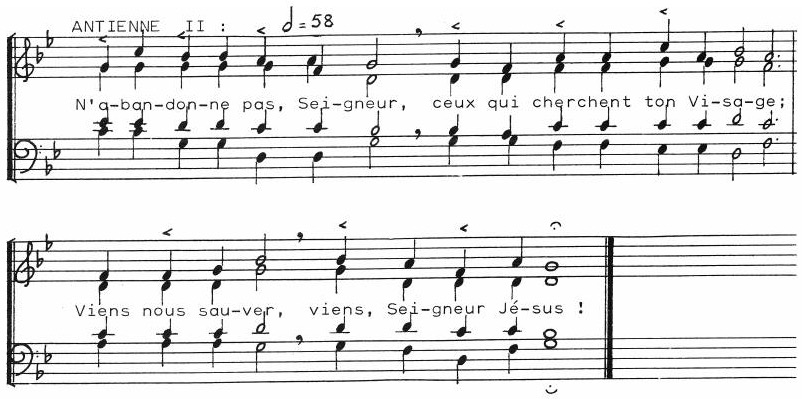 ANTIENNE II : 𝅗𝅥 = 58
N'a-ban-don-ne pas, Sei-gneur, ceux qui cherchent ton Vi-sa-ge;
Viens nous sau-ver, viens, Sei-gneur Jé-sus !